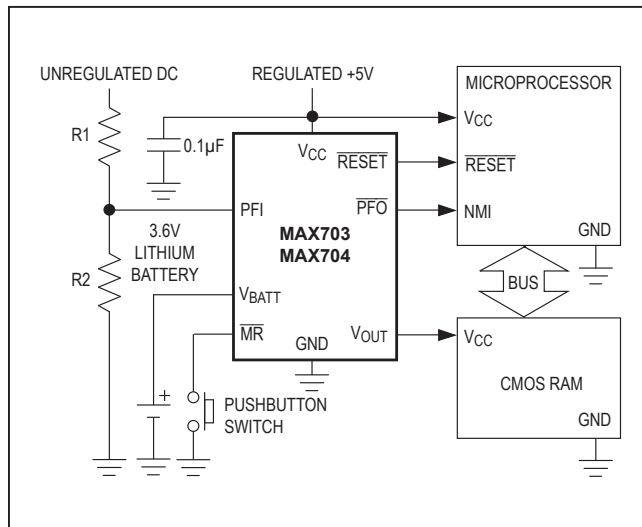 UNREGULATED DC
REGULATED +5V
MICROPROCESSOR
R1
0.1µF
VCC
RESET
VCC
RESET
PFI
PFO
NMI
MAX703
MAX704
3.6V
LITHIUM
BATTERY
GND
R2
BUS
VBATT
MR
GND
VOUT
VCC
CMOS RAM
PUSHBUTTON
SWITCH
GND
+